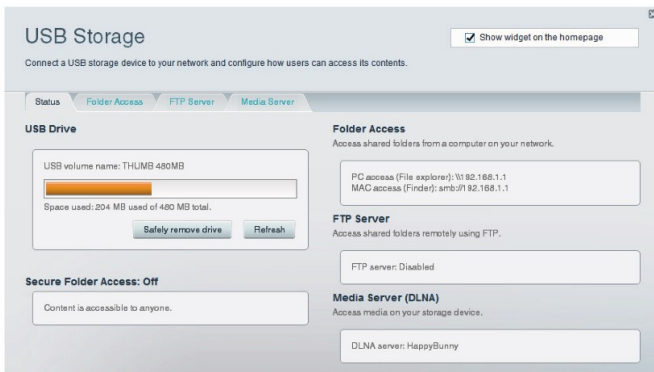 USB Storage
Show widget on the homepage
Connect a USB storage device to your network and configure how users can access its contents.
Status
Folder Access
FTP Server
Media Server
USB Drive
USB volume name: THUMB 480MB
Space used: 204 MB used of 480 MB total.
Safely remove drive
Refresh
Secure Folder Access: Off
Content is accessible to anyone.
Folder Access
Access shared folders from a computer on your network.
PC access (File explorer): \\192.168.1.1
MAC access (Finder): smb://192.168.1.1
FTP Server
Access shared folders remotely using FTP.
FTP server: Disabled
Media Server (DLNA)
Access media on your storage device.
DLNA server: HappyBunny